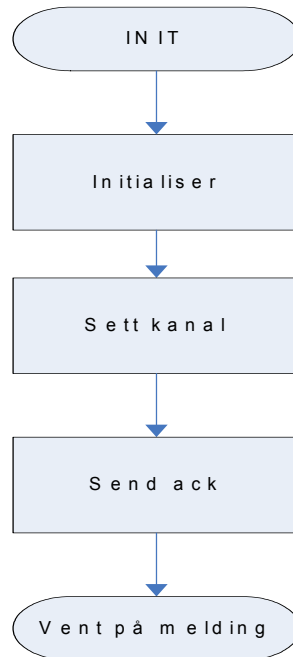 INIT
Initialiser
Sett kanal
Send ack
Vent på melding